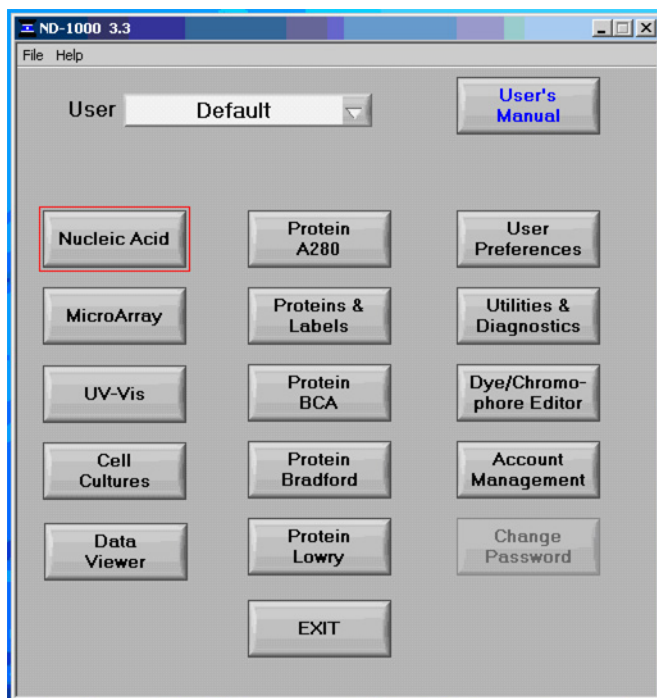 ND-1000 3.3
File Help
User Default
User's
Manual
Nucleic Acid
Protein
A280
User
Preferences
MicroArray
Proteins &
Labels
Utilities &
Diagnostics
UV-Vis
Protein
BCA
Dye/Chromo-
phore Editor
Cell
Cultures
Protein
Bradford
Account
Management
Data
Viewer
Protein
Lowry
Change
Password
EXIT